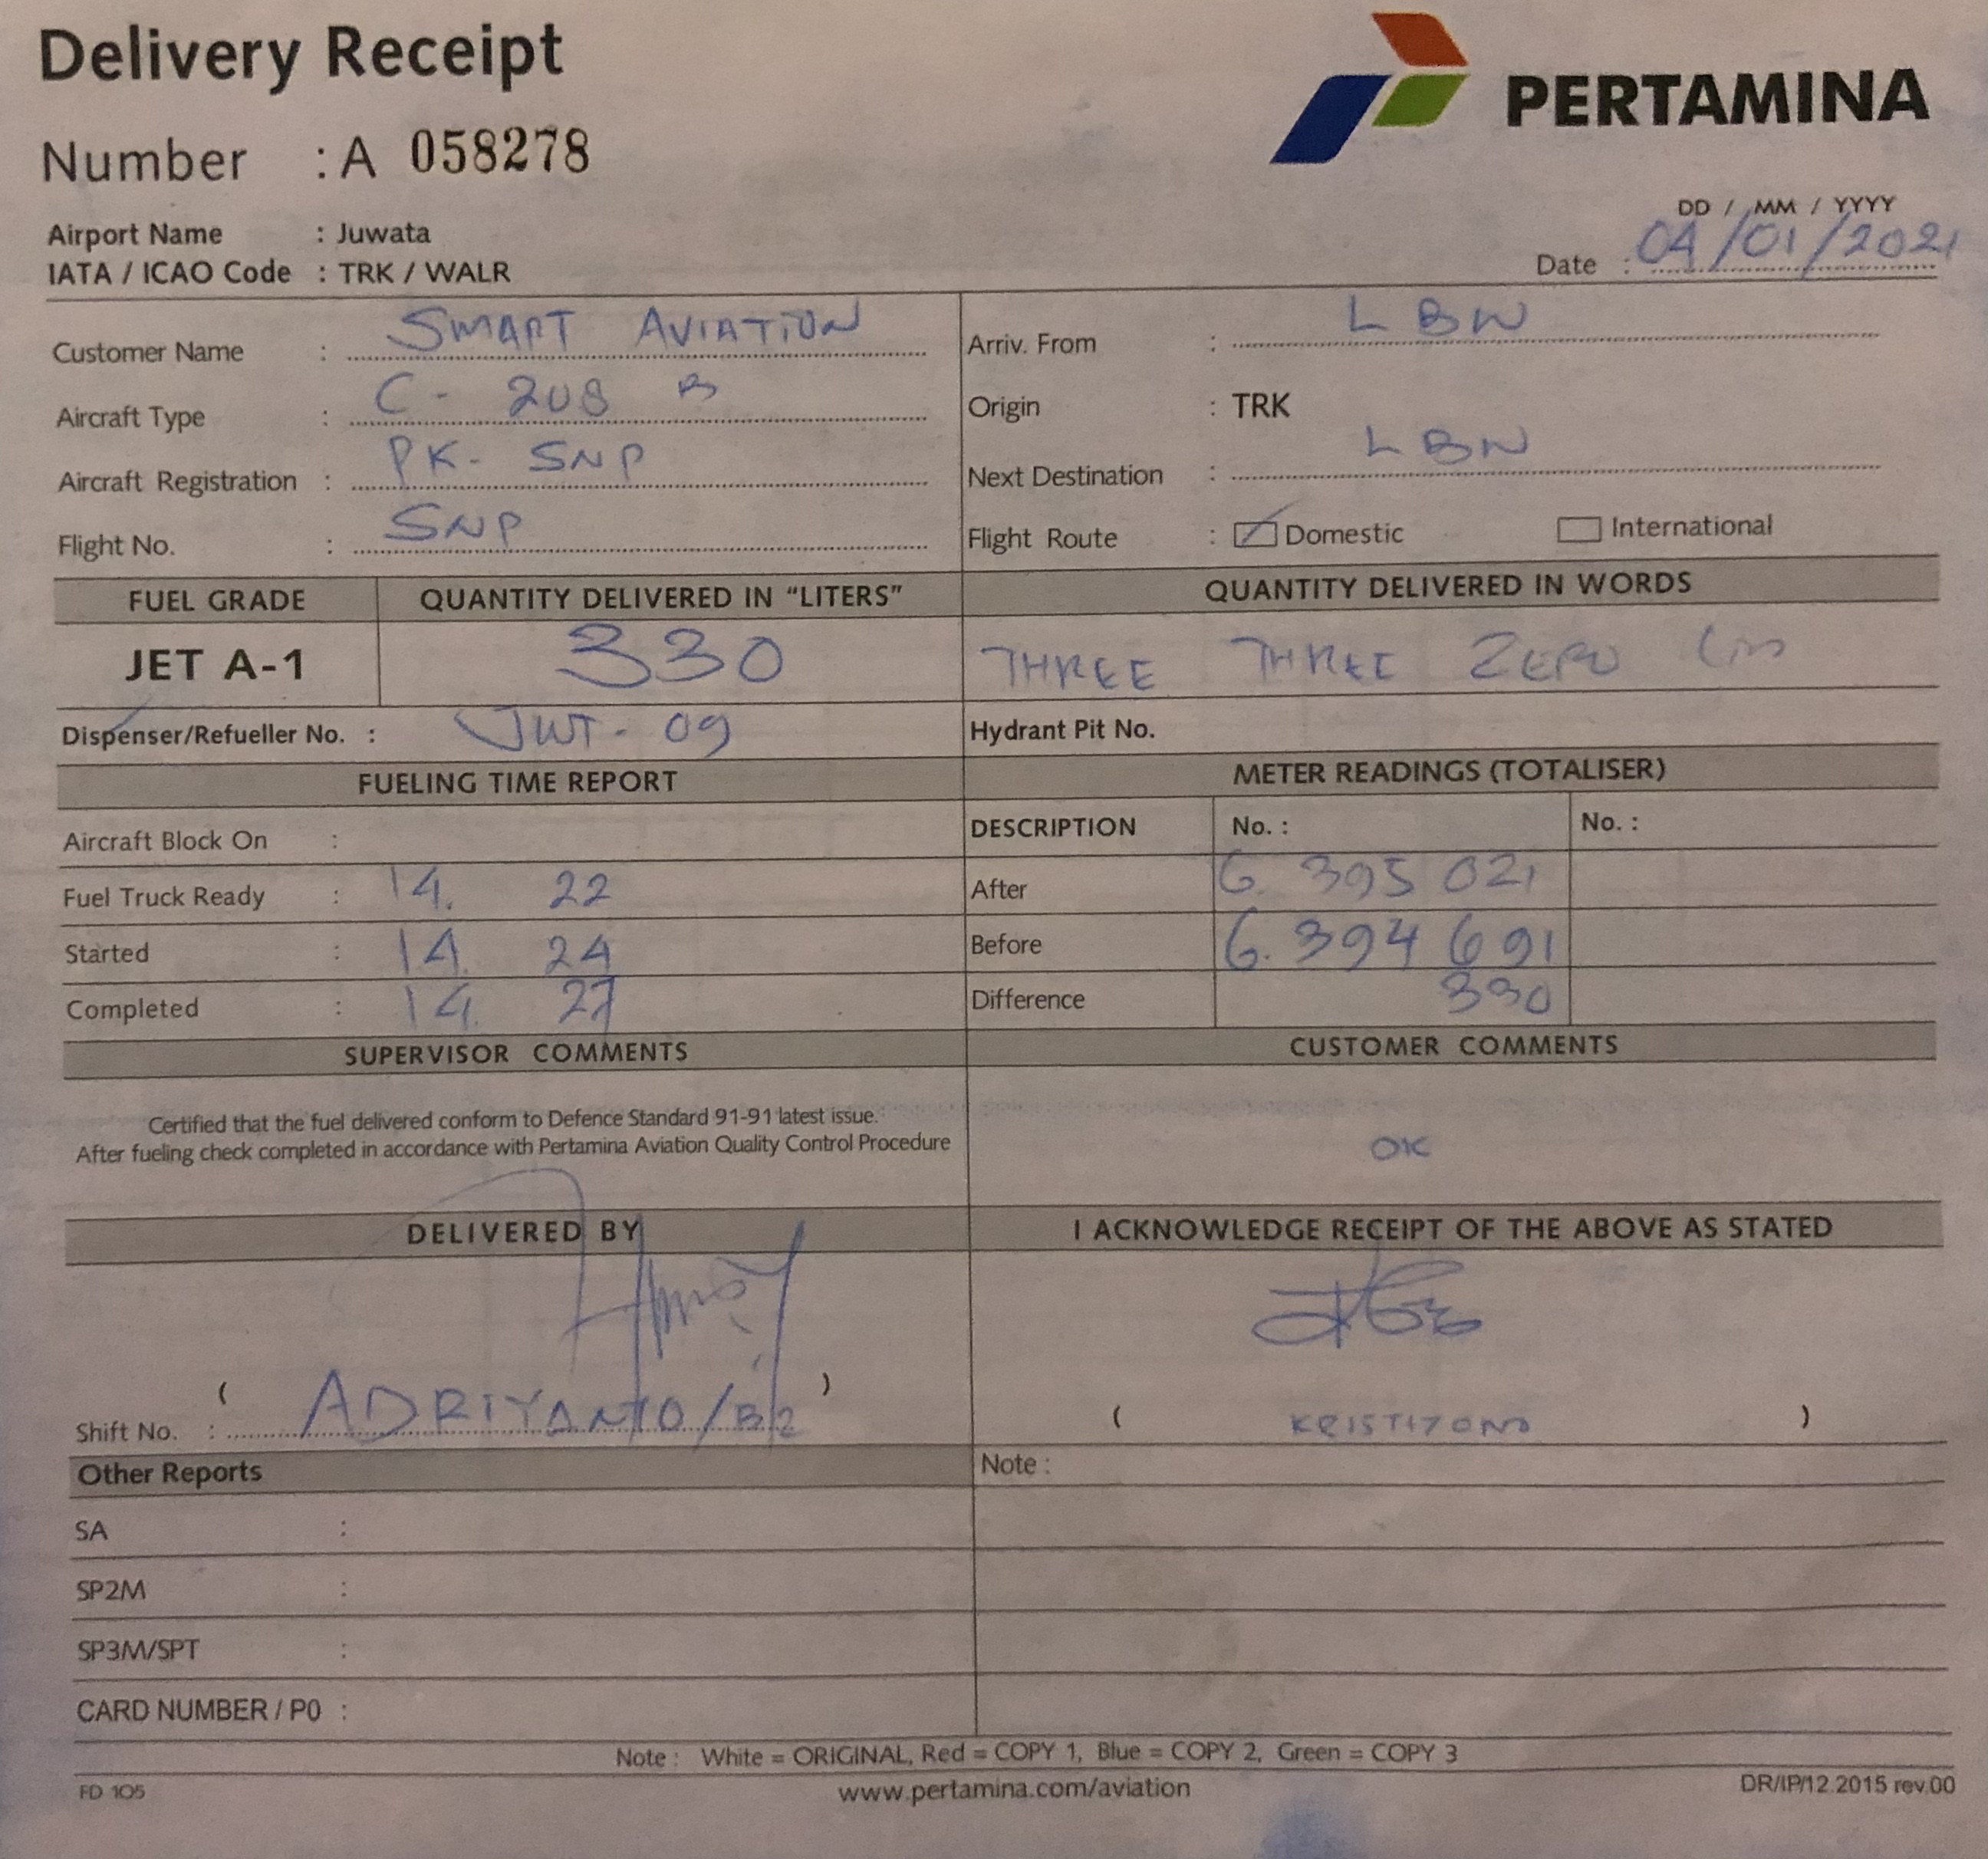 Delivery Receipt
PERTAMINA
Number : A 058278
Airport Name : Juwata
IATA / ICAO Code : TRK / WALR
DD / MM / YYYY
Date : 04/01/2021
Customer Name : SMART AVIATION
Aircraft Type : C- 208 B
Aircraft Registration : PK- SNP
Flight No. : SNP
Arriv. From : LBN
Origin : TRK
Next Destination : LBN
Flight Route : Domestic International
FUEL GRADE QUANTITY DELIVERED IN “LITERS” QUANTITY DELIVERED IN WORDS
JET A-1 330 THREE THREE ZERO
Dispenser/Refueller No. : JWT- 09 Hydrant Pit No.
FUELING TIME REPORT
Aircraft Block On :
Fuel Truck Ready : 14. 22
Started : 14. 24
Completed : 14. 27
METER READINGS (TOTALISER)
DESCRIPTION No. : No. :
After 6. 395 021
Before 6. 394 691
Difference 330
SUPERVISOR COMMENTS
Certified that the fuel delivered conform to Defence Standard 91-91 latest issue.
After fueling check completed in accordance with Pertamina Aviation Quality Control Procedure
CUSTOMER COMMENTS
OK
DELIVERED BY
( )
Shift No. : ADRIYANTO/B2
I ACKNOWLEDGE RECEIPT OF THE ABOVE AS STATED
( KRISTIYONO )
Other Reports
SA :
SP2M :
SP3M/SPT :
CARD NUMBER / P0 :
Note :
Note : White = ORIGINAL, Red = COPY 1, Blue = COPY 2, Green = COPY 3
FD 105 www.pertamina.com/aviation DR/IP/12.2015 rev.00